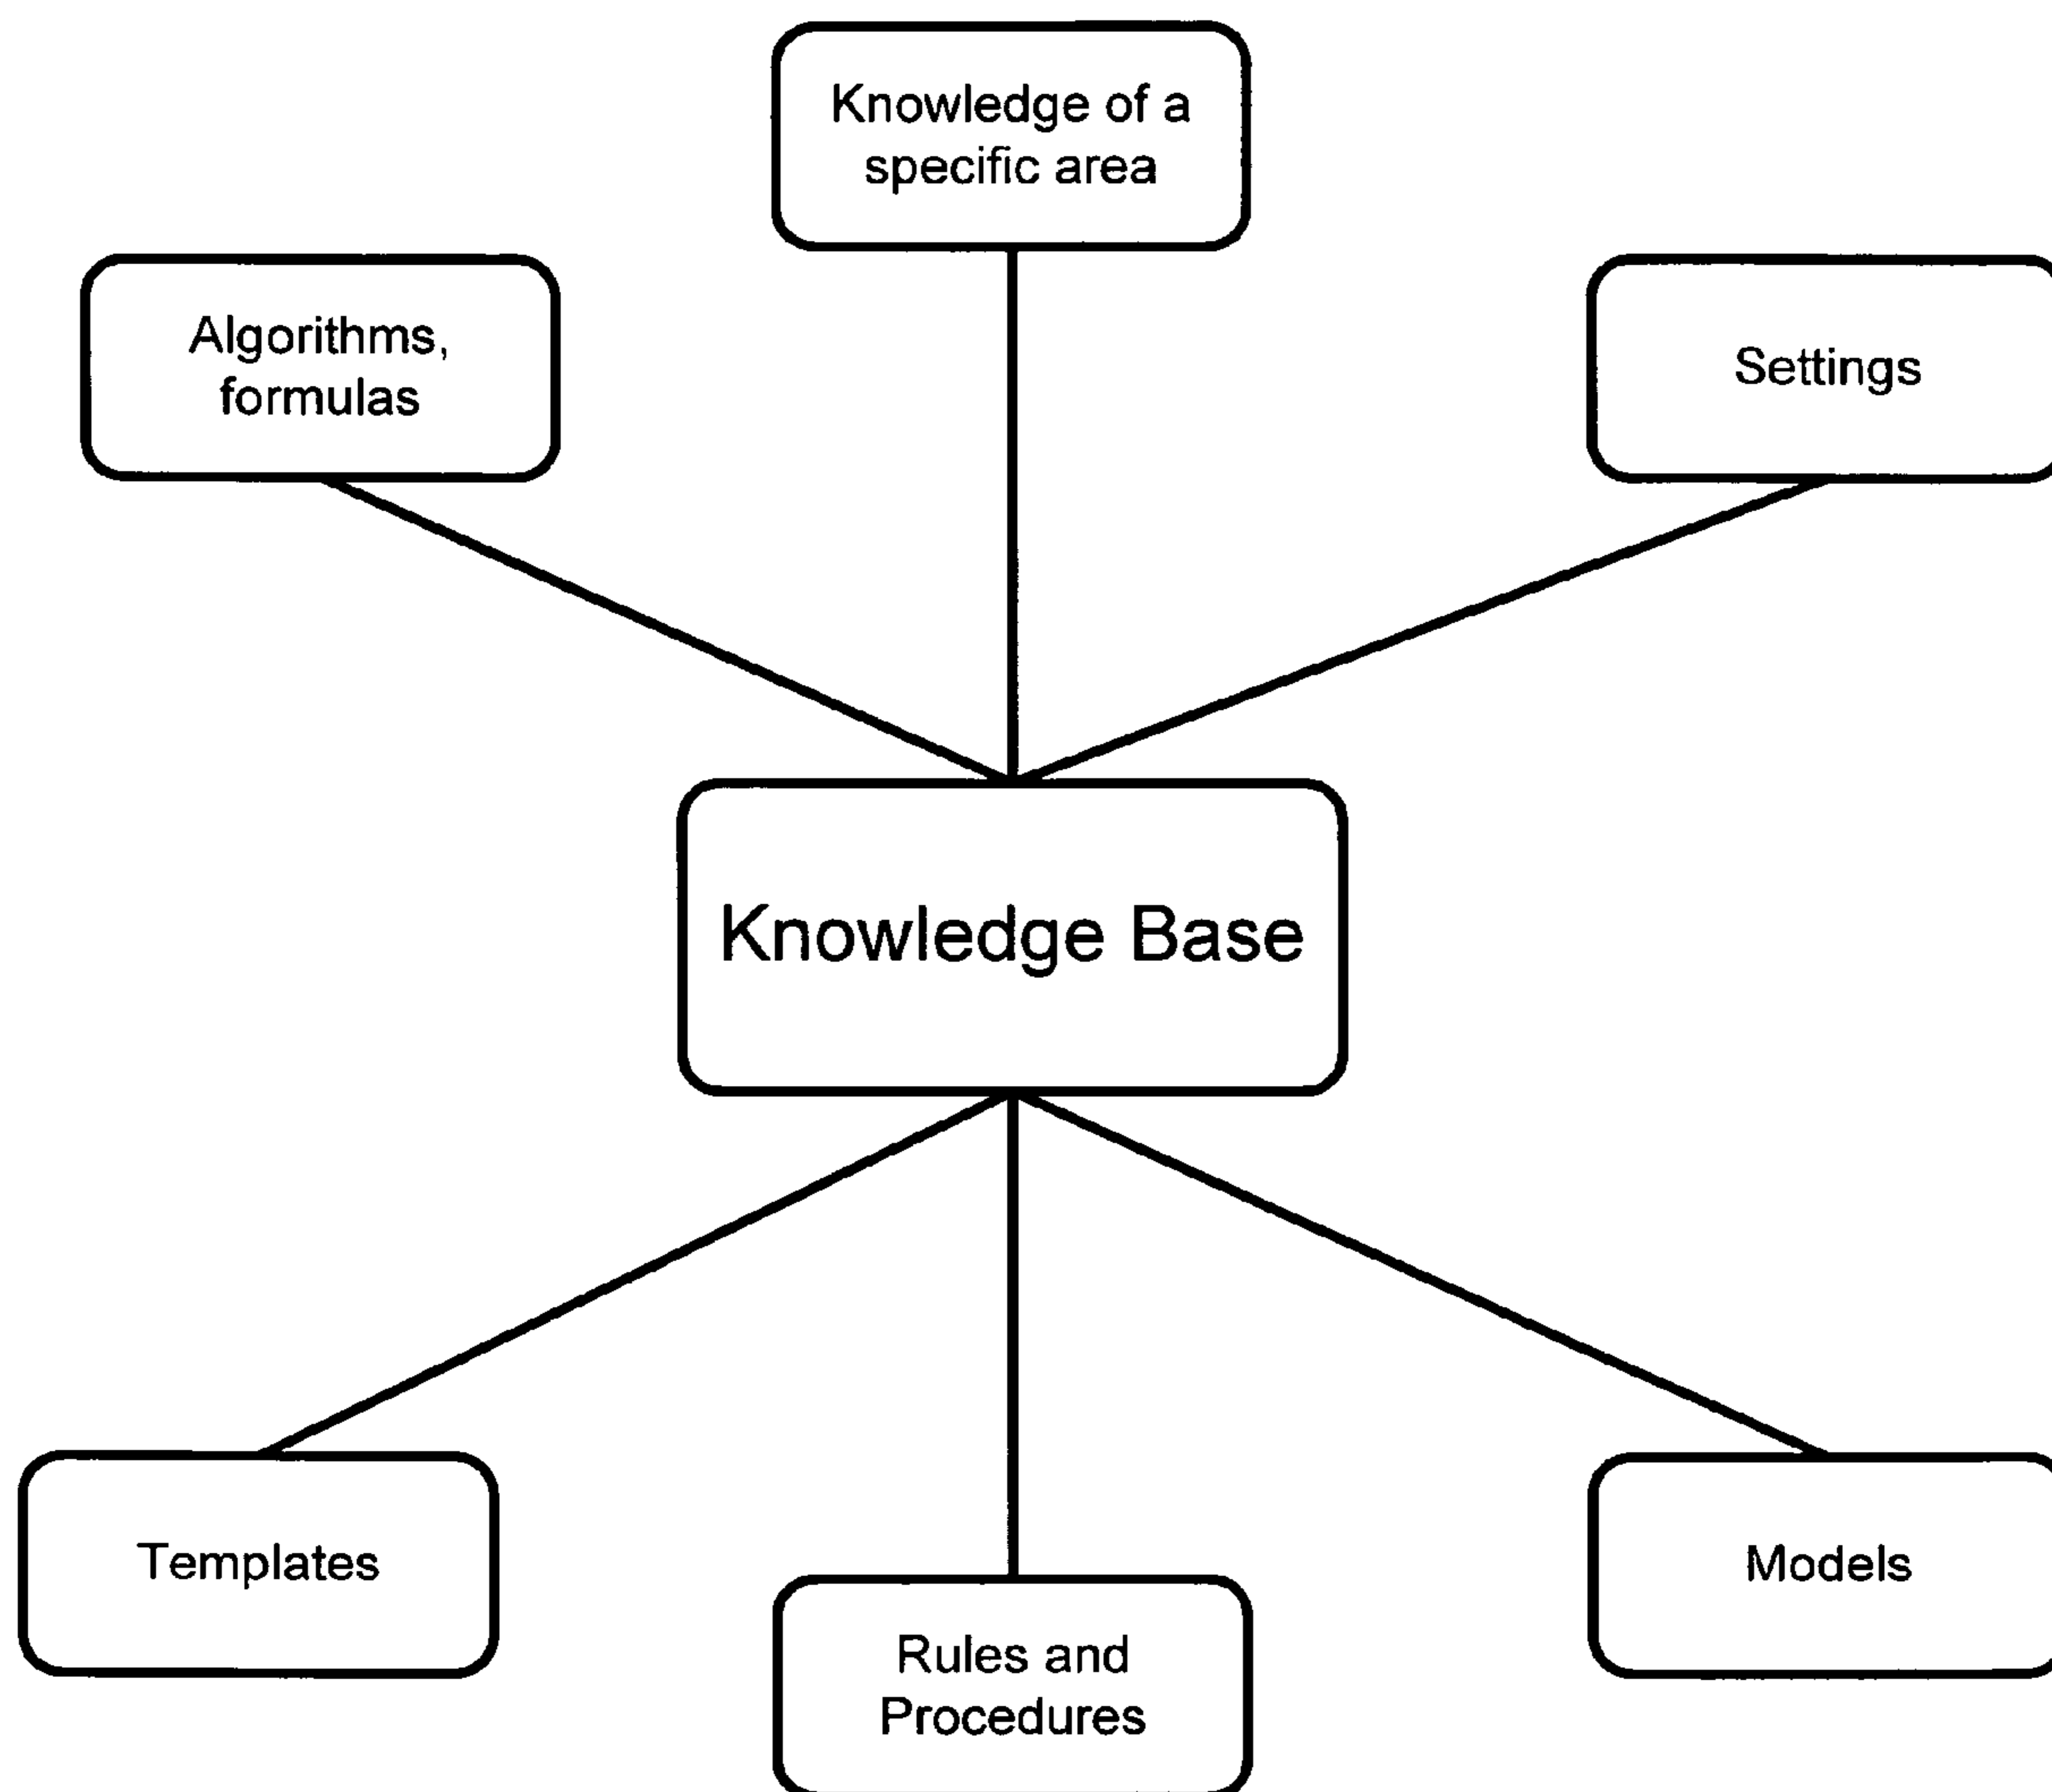 Knowledge of a
specific area
Algorithms,
formulas
Settings
Knowledge Base
Templates
Models
Rules and
Procedures